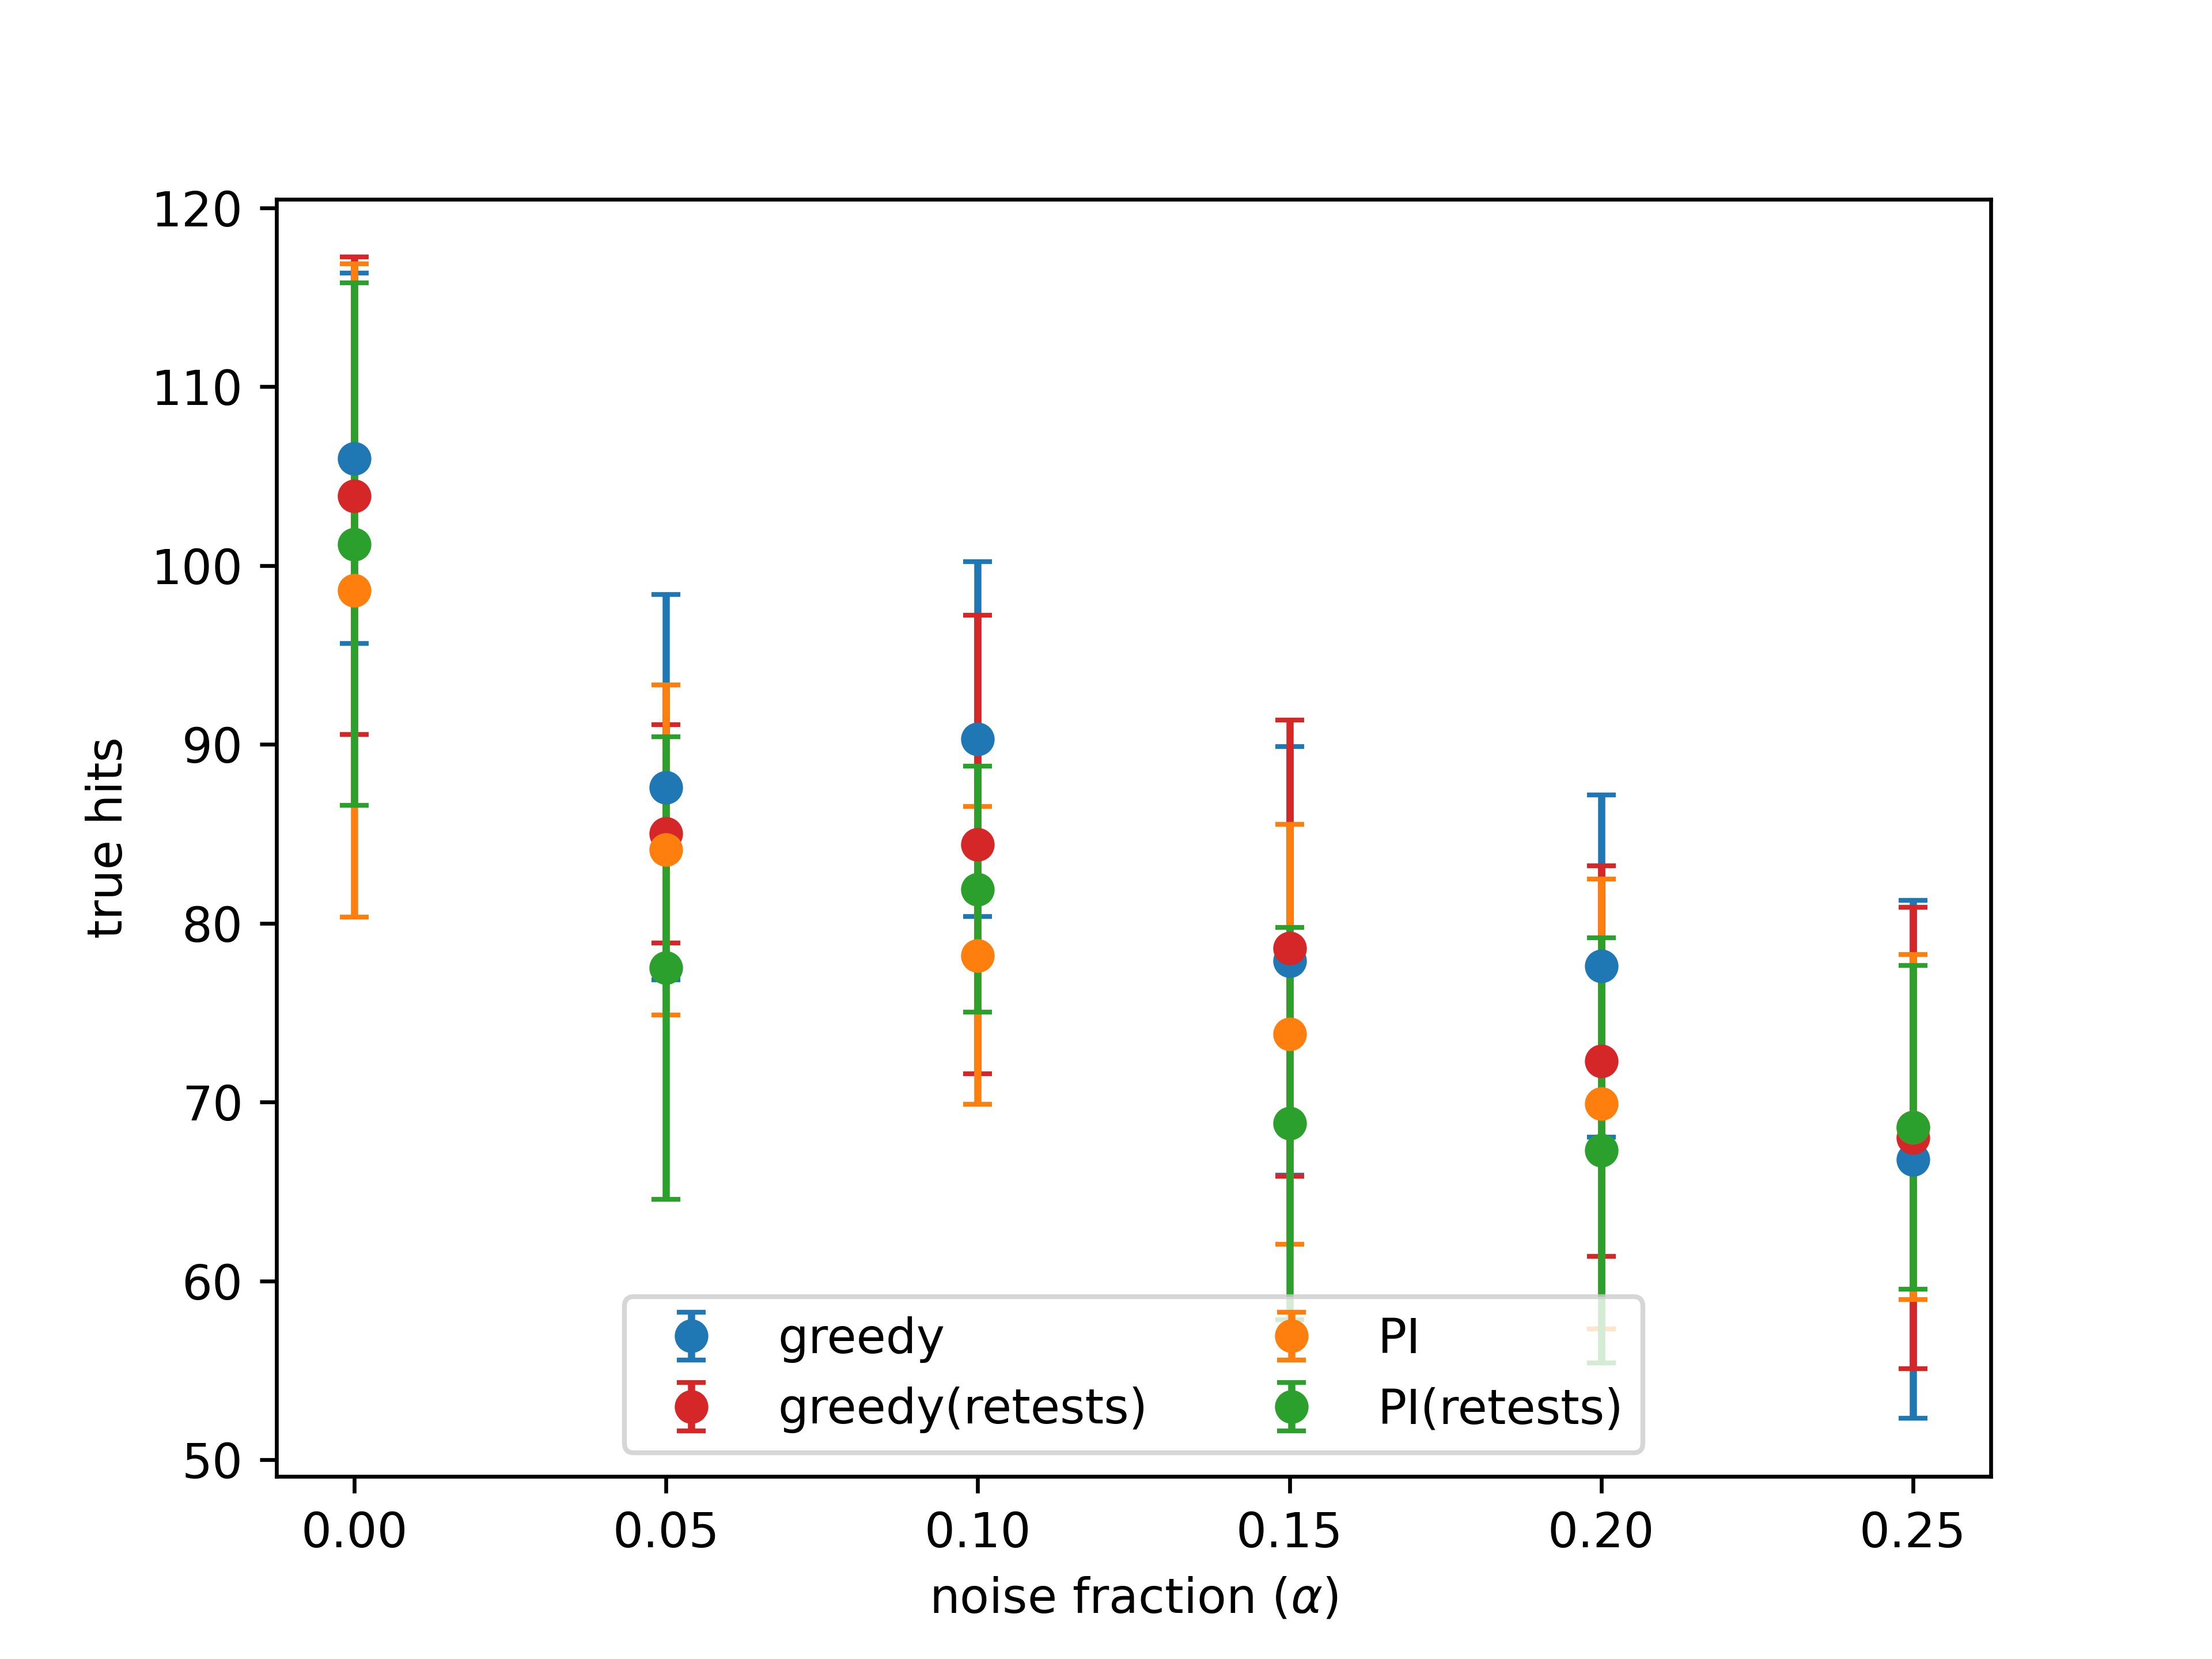 120
110
100
90
80
70
60
50
true hits
greedy
greedy(retests)
PI
PI(retests)
0.00 0.05 0.10 0.15 0.20 0.25
noise fraction (α)